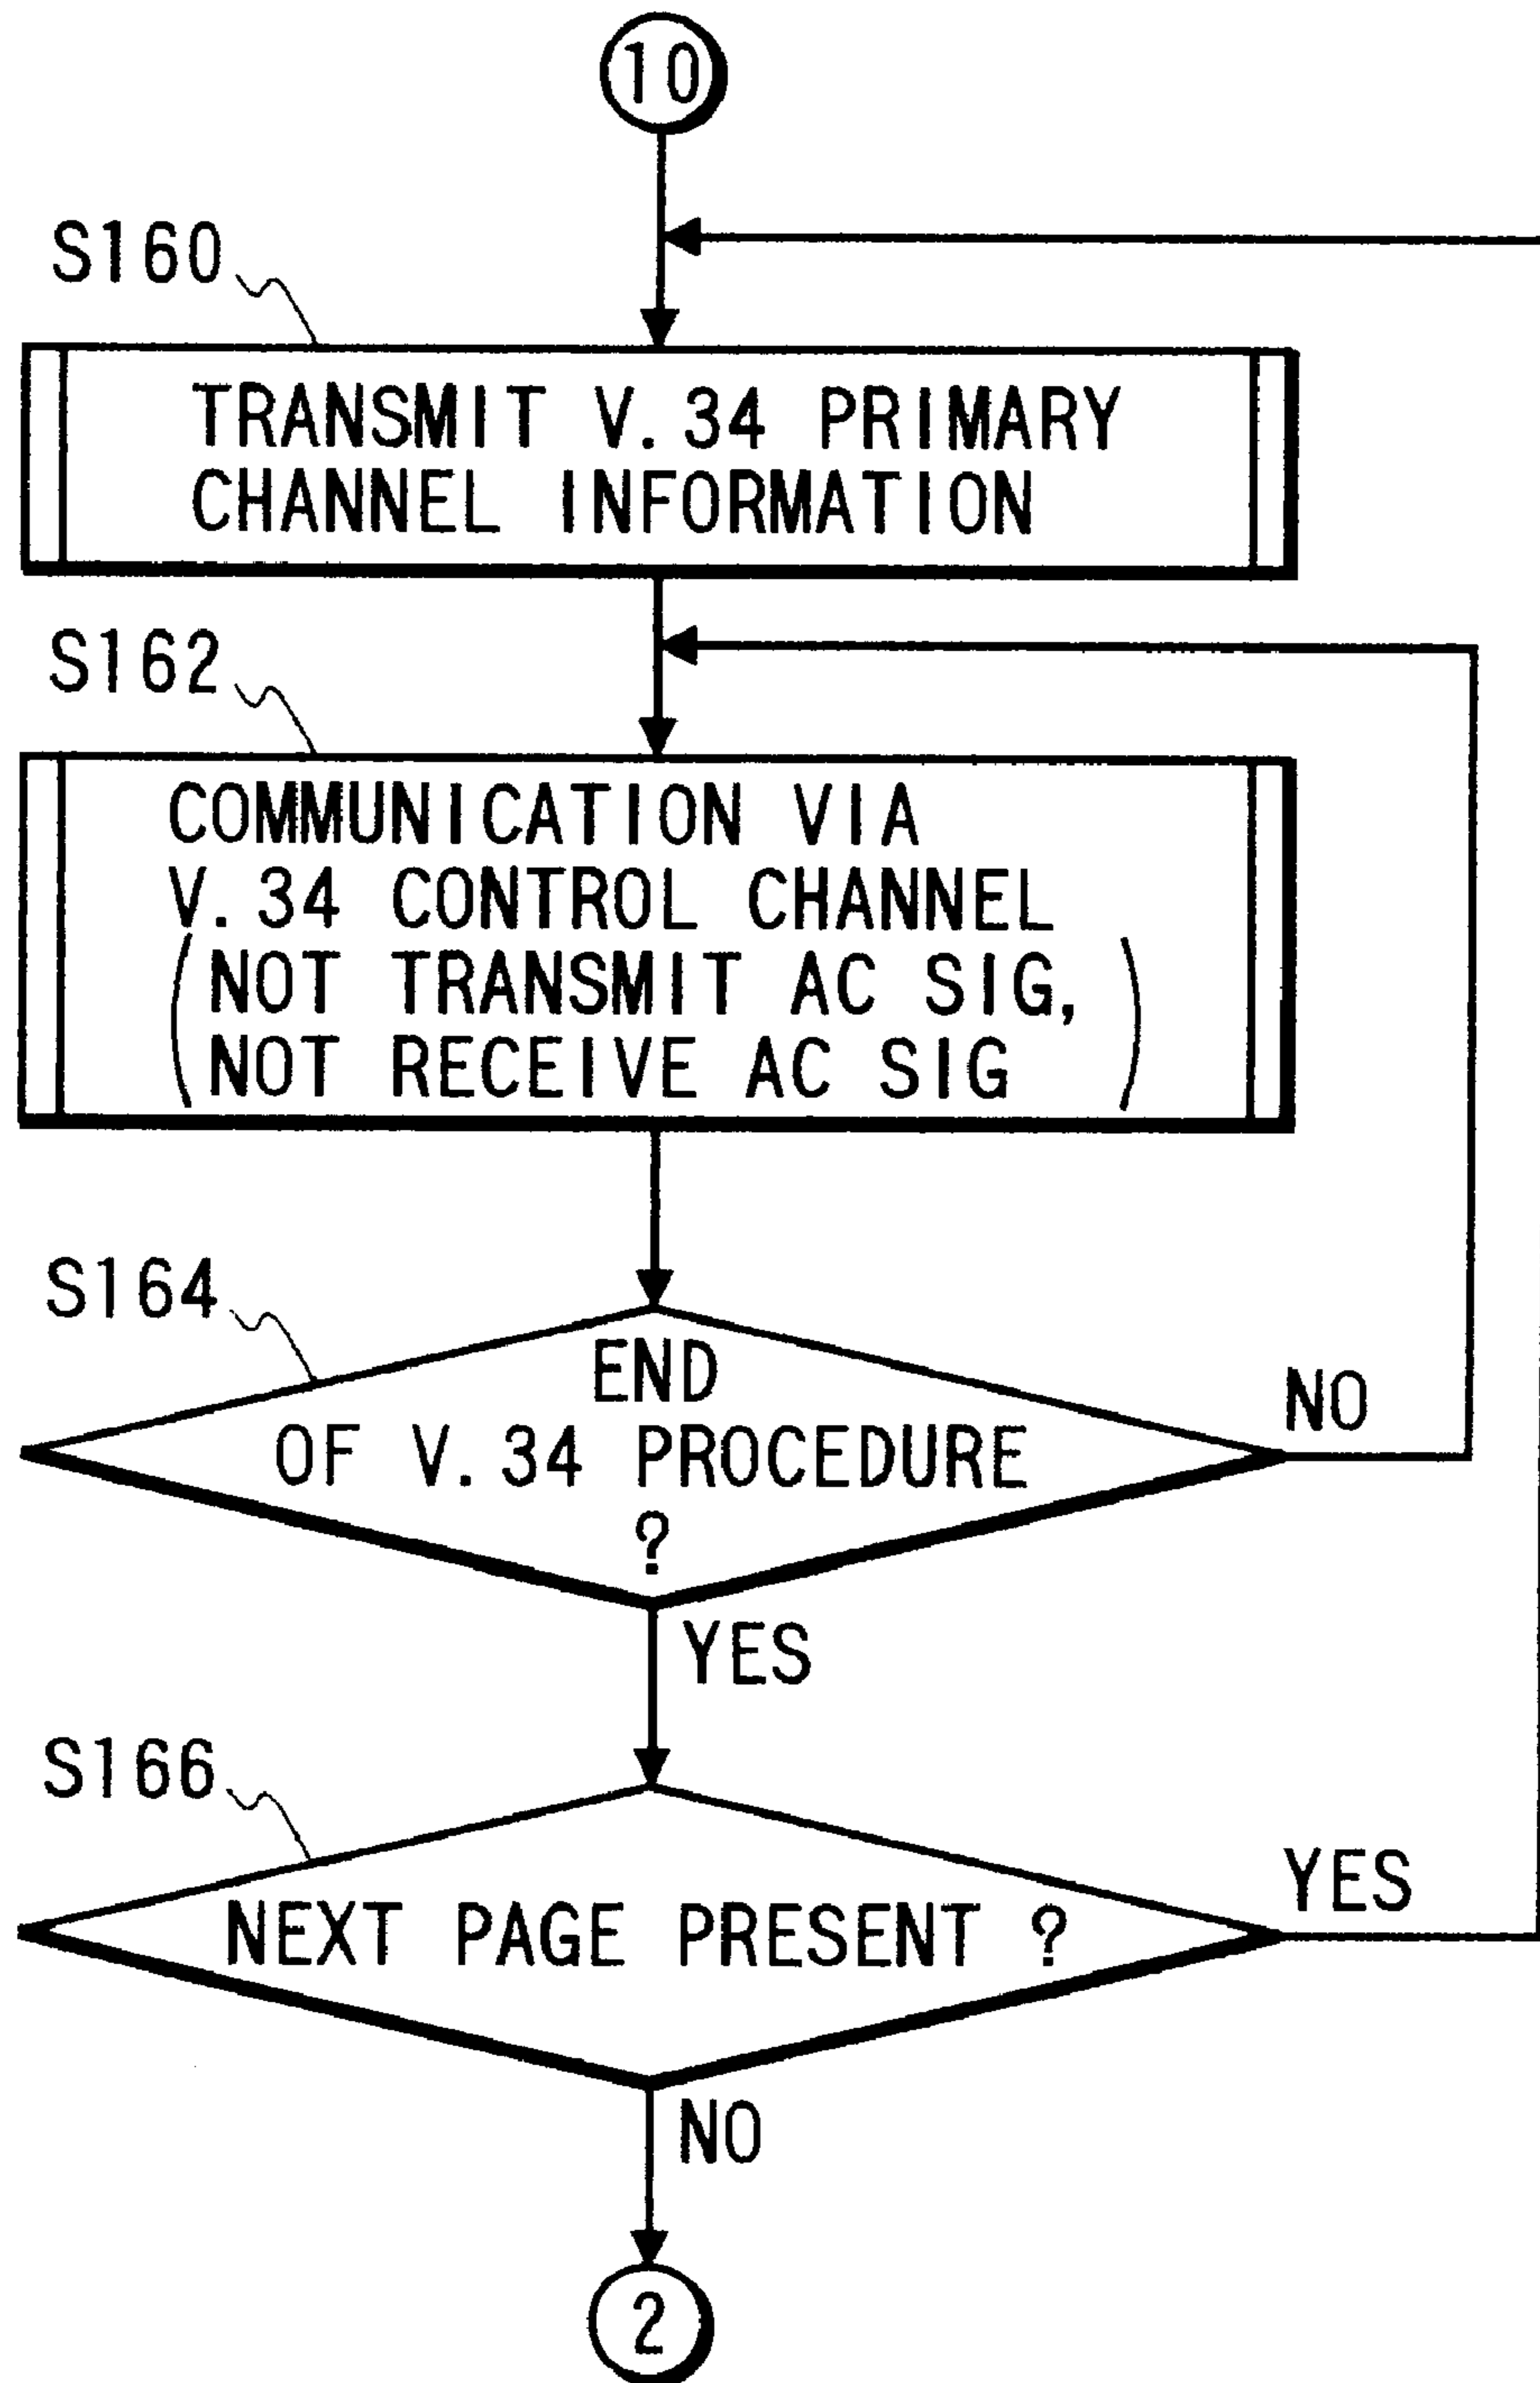 10
S160
TRANSMIT V.34 PRIMARY
CHANNEL INFORMATION
S162
COMMUNICATION VIA
V.34 CONTROL CHANNEL
(NOT TRANSMIT AC SIG,
NOT RECEIVE AC SIG)
S164
END
OF V.34 PROCEDURE
?
NO
YES
S166
NEXT PAGE PRESENT ?
YES
NO
2